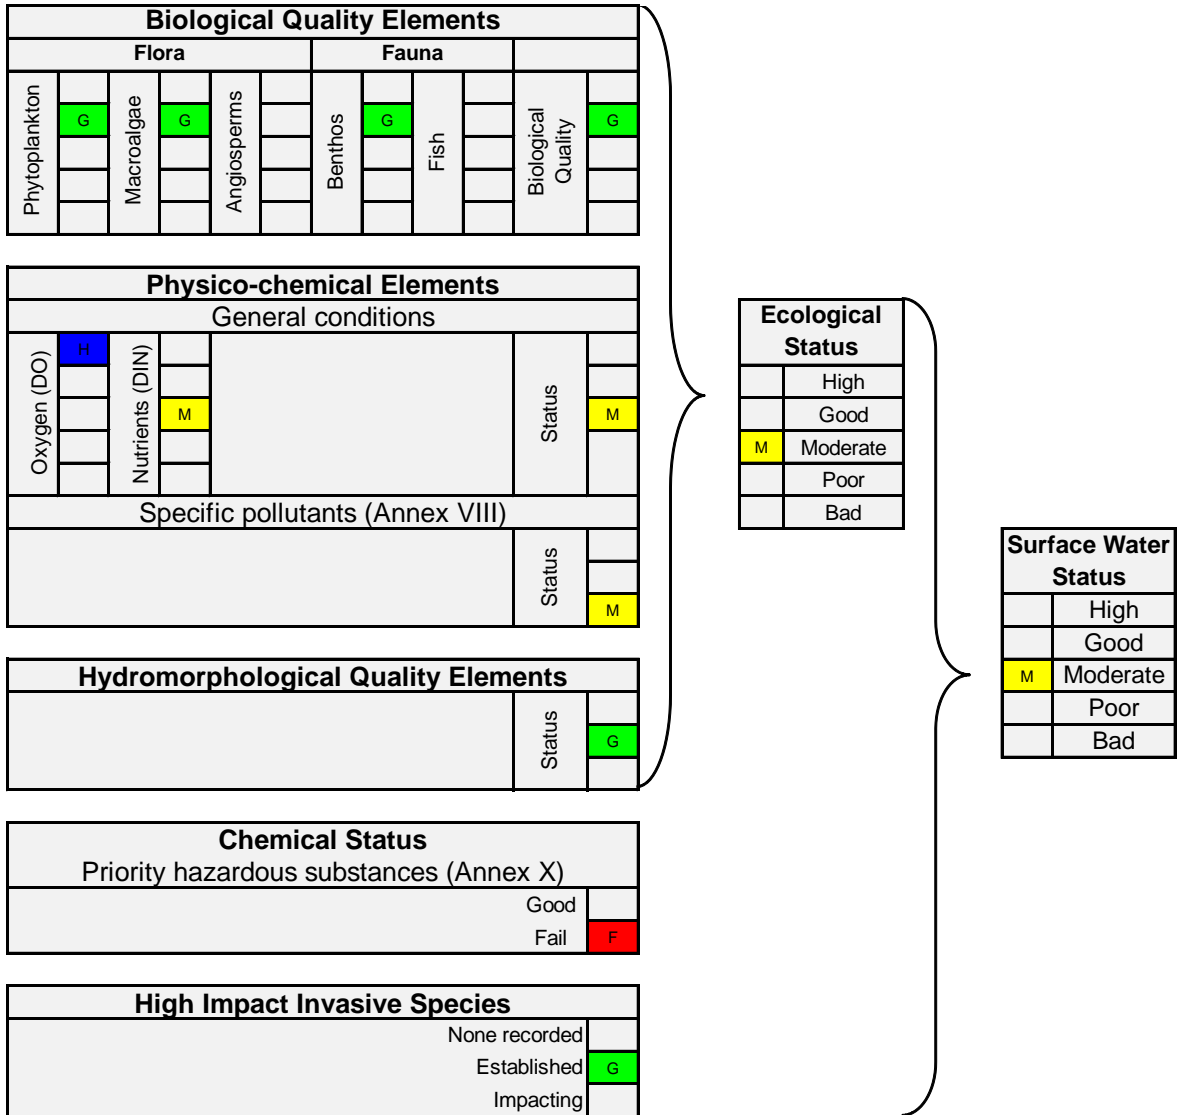 Biological Quality Elements
Flora
Fauna
Phytoplankton
G
Macroalgae
G
Angiosperms
Benthos
G
Fish
Biological
Quality
G
Physico-chemical Elements
General conditions
Oxygen (DO)
H
Nutrients (DIN)
M
Status
M
Specific pollutants (Annex VIII)
Status
M
Hydromorphological Quality Elements
Status
G
Chemical Status
Priority hazardous substances (Annex X)
Good
Fail F
High Impact Invasive Species
None recorded
Established G
Impacting
Ecological
Status
High
Good
M Moderate
Poor
Bad
Surface Water
Status
High
Good
M Moderate
Poor
Bad